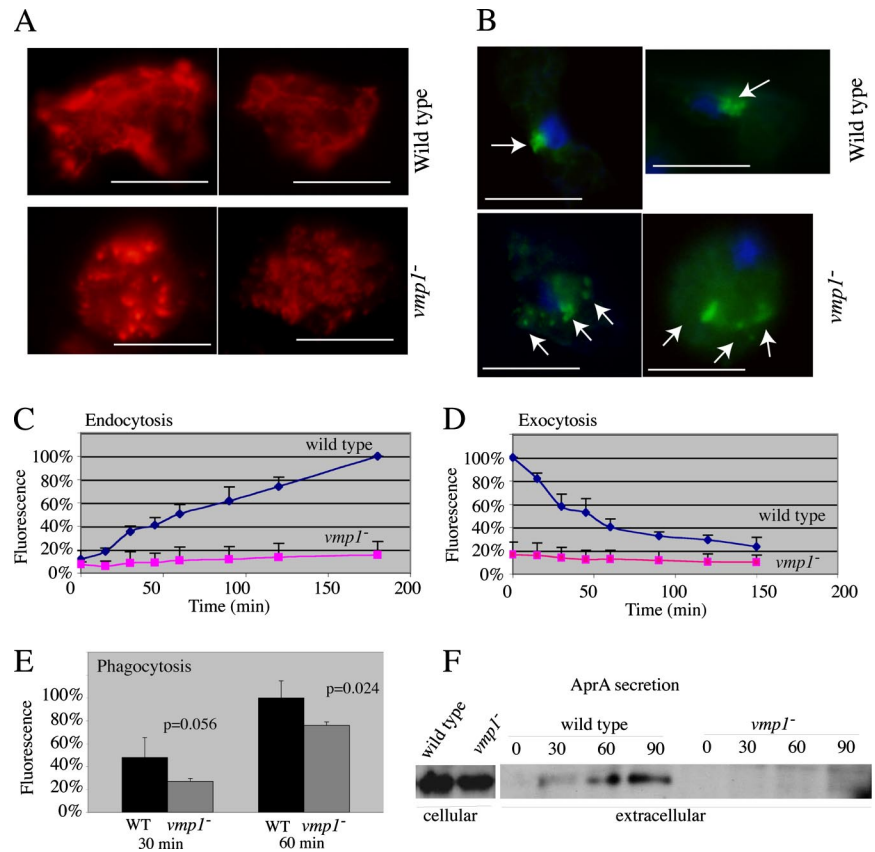 A
B
Wild type
Wild type
vmp1-
vmp1-
C
Endocytosis
Fluorescence
100%
80%
60%
40%
20%
0%
wild type
vmp1-
0
50
100
150
200
Time (min)
D
Exocytosis
Fluorescence
100%
80%
60%
40%
20%
0%
wild type
vmp1-
0
50
100
150
200
Time (min)
E
Phagocytosis
Fluorescence
100%
80%
60%
40%
20%
0%
p=0.056
p=0.024
WT vmp1- WT vmp1-
30 min 60 min
F
AprA secretion
wild type
vmp1-
wild type
vmp1-
0 30 60 90 0 30 60 90
cellular
extracellular